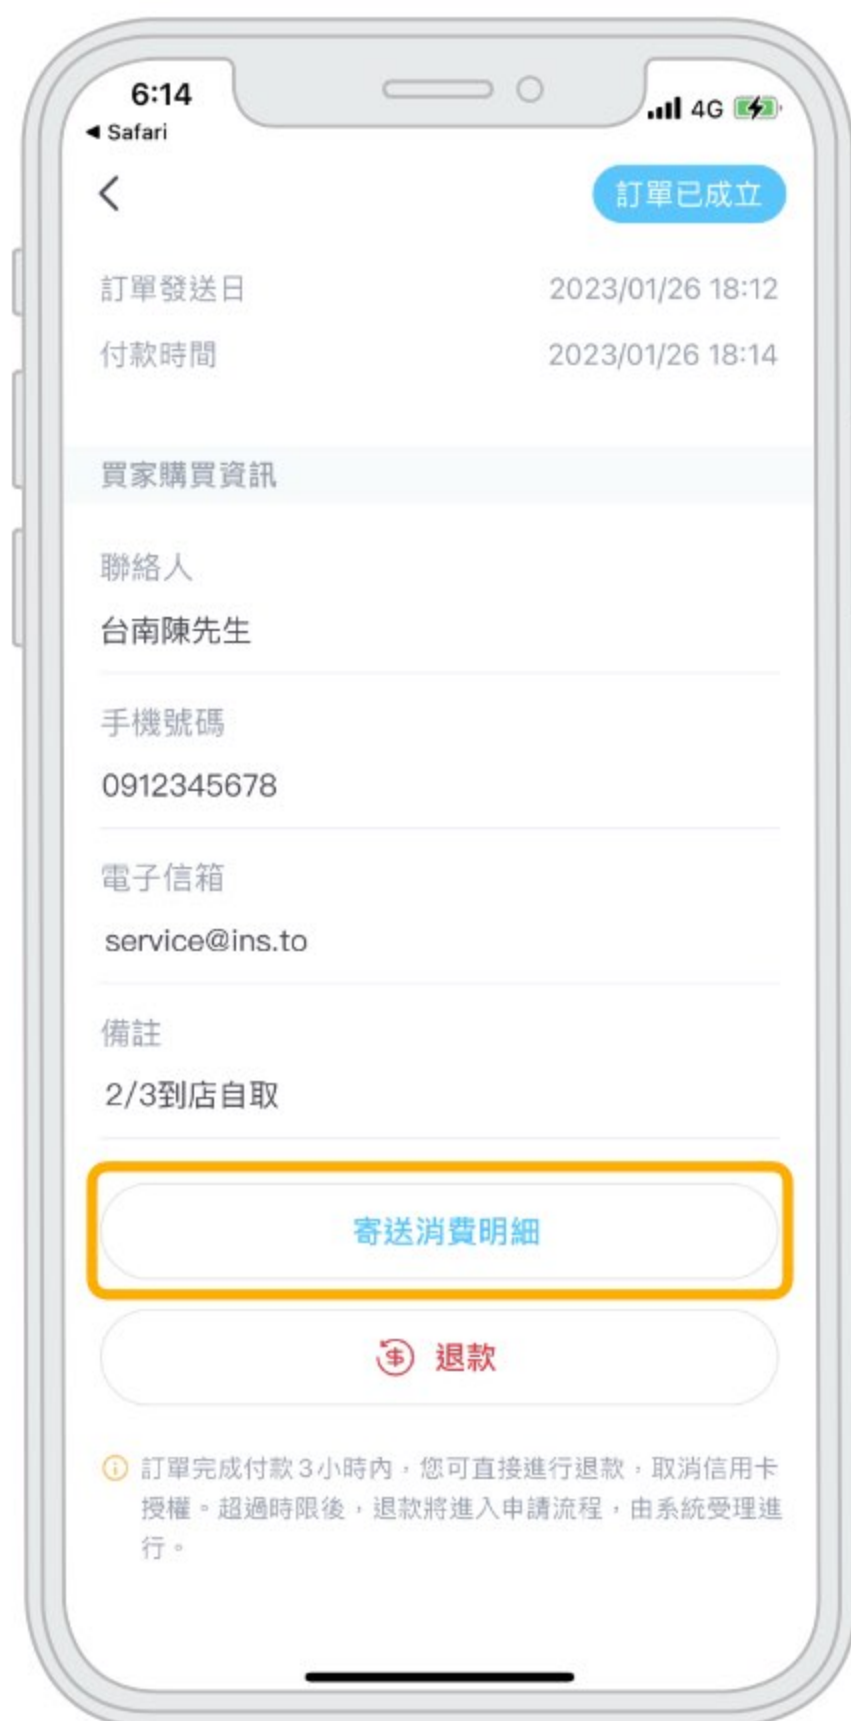 6:14
4G
◀ Safari
訂單已成立
訂單發送日 2023/01/26 18:12
付款時間 2023/01/26 18:14
買家購買資訊
聯絡人
台南陳先生
手機號碼
0912345678
電子信箱
service@ins.to
備註
2/3到店自取
寄送消費明細
退款
訂單完成付款3小時內，您可直接進行退款，取消信用卡
授權。超過時限後，退款將進入申請流程，由系統受理進
行。